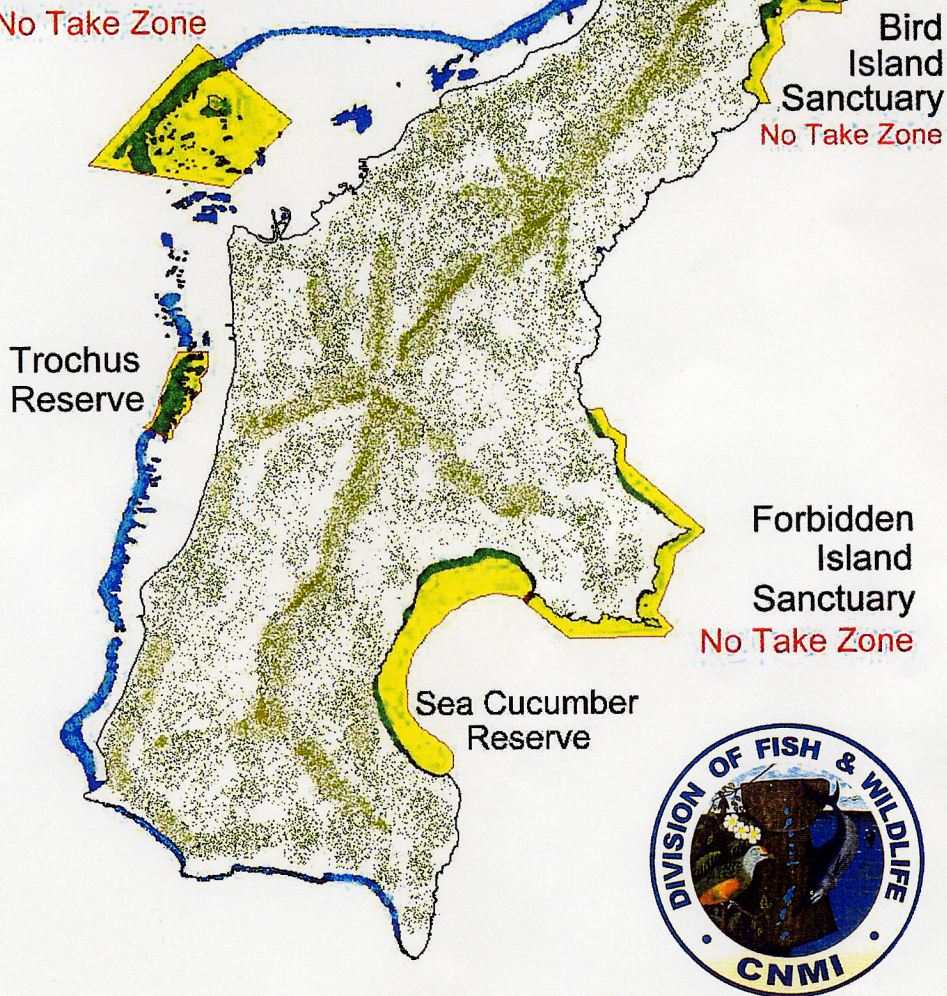 No Take Zone
Bird
Island
Sanctuary
No Take Zone
Trochus
Reserve
Forbidden
Island
Sanctuary
No Take Zone
Sea Cucumber
Reserve
DIVISION OF FISH & WILDLIFE
CNMI